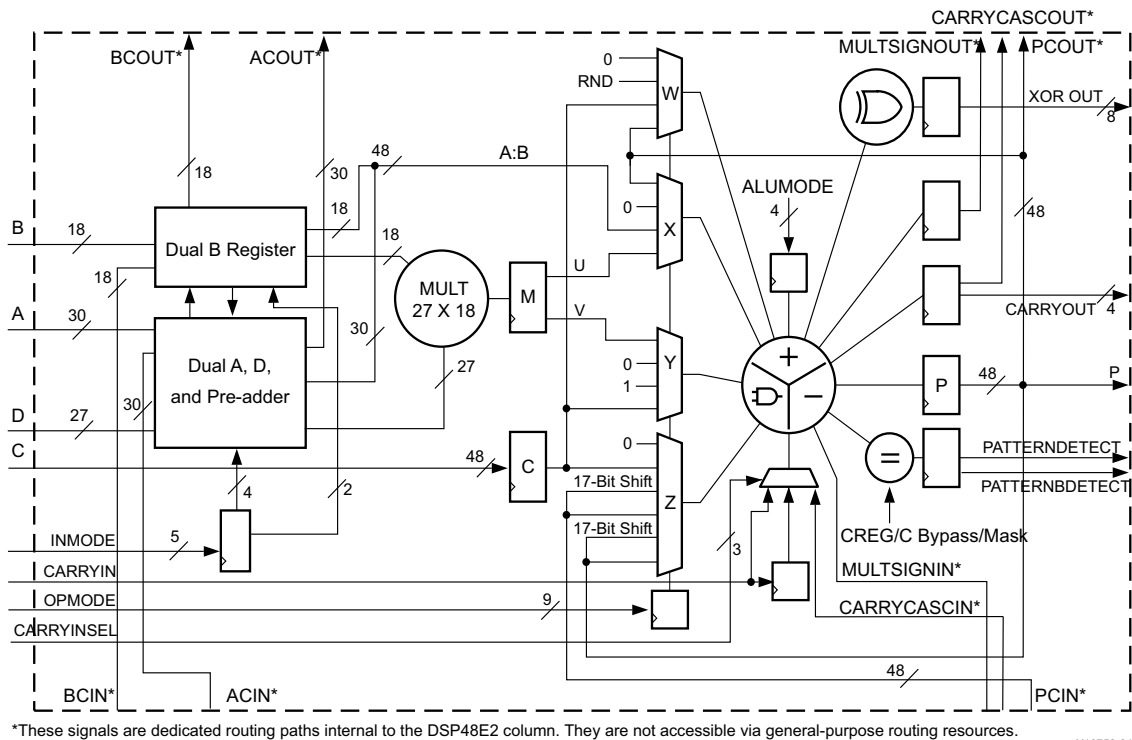 CARRYCASCOUT*
BCOUT*
ACOUT*
MULTSIGNOUT*
PCOUT*
0
RND
W
XOR OUT
8
48
A:B
18
30
ALUMODE
4
18
0
X
48
B
18
Dual B Register
18
18
MULT
27 X 18
M
U
V
A
30
Dual A, D,
and Pre-adder
30
27
30
Y
0
1
+
−
CARRYOUT
4
P
48
P
D
27
C
48
C
0
17-Bit Shift
Z
17-Bit Shift
=
PATTERNDETECT
PATTERNBDETECT
4
2
3
CREG/C Bypass/Mask
INMODE
5
CARRYIN
MULTSIGNIN*
OPMODE
9
CARRYCASCIN*
CARRYINSEL
48
BCIN*
ACIN*
PCIN*
*These signals are dedicated routing paths internal to the DSP48E2 column. They are not accessible via general-purpose routing resources.